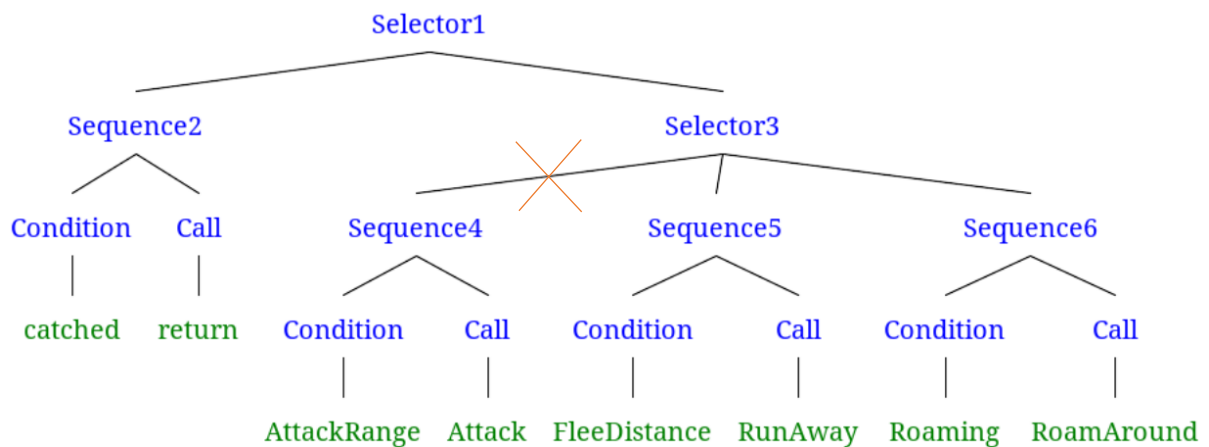 Selector1
Sequence2 Selector3
Condition Call Sequence4 Sequence5 Sequence6
catched return Condition Call Condition Call Condition Call
AttackRange Attack FleeDistance RunAway Roaming RoamAround